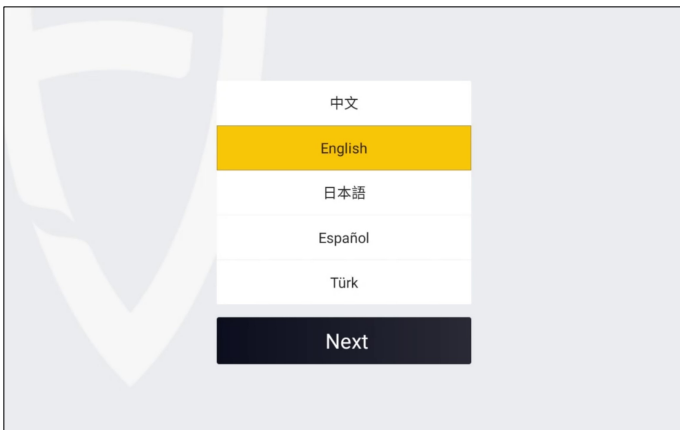 中文
English
日本語
Español
Türk
Next